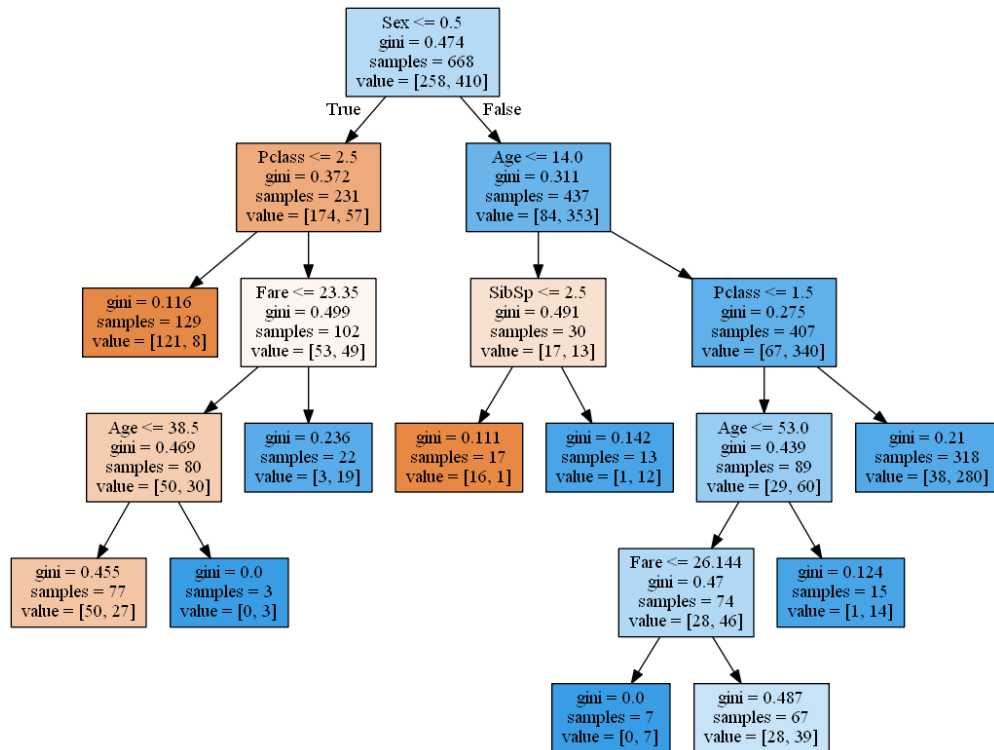 Sex <= 0.5
gini = 0.474
samples = 668
value = [258, 410]
True
False
Pclass <= 2.5
gini = 0.372
samples = 231
value = [174, 57]
Age <= 14.0
gini = 0.311
samples = 437
value = [84, 353]
gini = 0.116
samples = 129
value = [121, 8]
Fare <= 23.35
gini = 0.499
samples = 102
value = [53, 49]
SibSp <= 2.5
gini = 0.491
samples = 30
value = [17, 13]
Pclass <= 1.5
gini = 0.275
samples = 407
value = [67, 340]
Age <= 38.5
gini = 0.469
samples = 80
value = [50, 30]
gini = 0.236
samples = 22
value = [3, 19]
gini = 0.111
samples = 17
value = [16, 1]
gini = 0.142
samples = 13
value = [1, 12]
Age <= 53.0
gini = 0.439
samples = 89
value = [29, 60]
gini = 0.21
samples = 318
value = [38, 280]
gini = 0.455
samples = 77
value = [50, 27]
gini = 0.0
samples = 3
value = [0, 3]
Fare <= 26.144
gini = 0.47
samples = 74
value = [28, 46]
gini = 0.124
samples = 15
value = [1, 14]
gini = 0.0
samples = 7
value = [0, 7]
gini = 0.487
samples = 67
value = [28, 39]